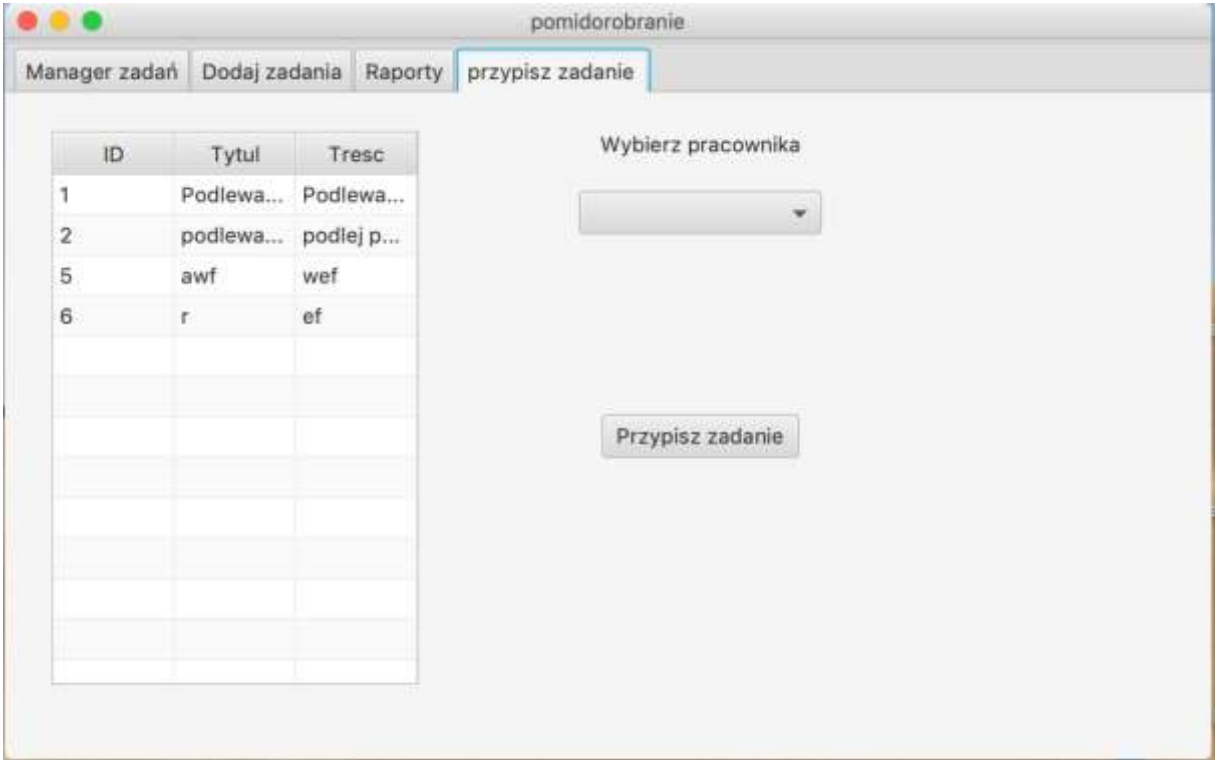 pomidorobranie
Manager zadań Dodaj zadania Raporty przypisz zadanie
ID Tytul Tresc
1 Podlewa... Podlewa...
2 podlewa... podlej p...
5 awf wef
6 r ef
Wybierz pracownika
Przypisz zadanie